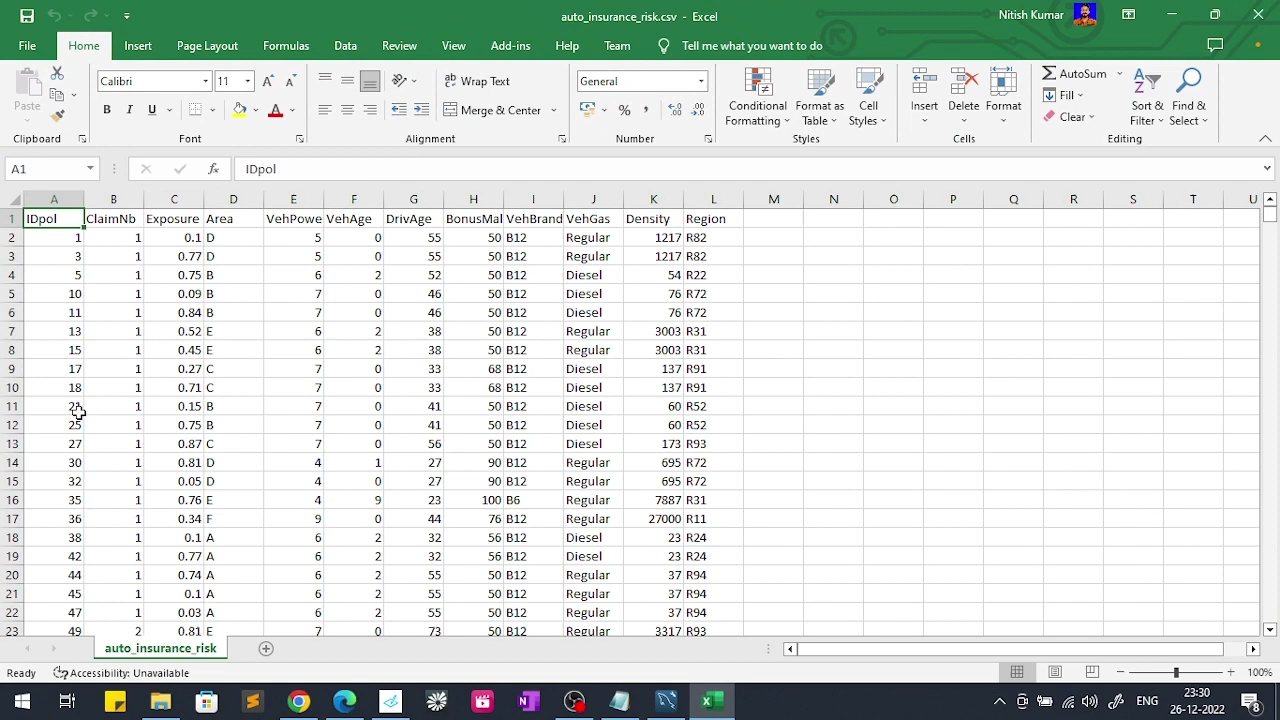 auto_insurance_risk.csv - Excel
Nitish Kumar
File Home Insert Page Layout Formulas Data Review View Add-ins Help Team Tell me what you want to do
Paste
Calibri 11
B I U
Wrap Text
Merge & Center
General
Conditional Formatting
Format as Table
Cell Styles
Insert
Delete
Format
AutoSum
Fill
Clear
Sort & Filter
Find & Select
Clipboard Font Alignment Number Styles Cells Editing
A1 fx IDpol
A B C D E F G H I J K L M N O P Q R S T U
1 IDpol ClaimNb Exposure Area VehPowe VehAge DrivAge BonusMal VehBrand VehGas Density Region
2 1 1 0.1 D 5 0 55 50 B12 Regular 1217 R82
3 3 1 0.77 D 5 0 55 50 B12 Regular 1217 R82
4 5 1 0.75 B 6 2 52 50 B12 Diesel 54 R22
5 10 1 0.09 B 7 0 46 50 B12 Diesel 76 R72
6 11 1 0.84 B 7 0 46 50 B12 Diesel 76 R72
7 13 1 0.52 E 6 2 38 50 B12 Regular 3003 R31
8 15 1 0.45 E 6 2 38 50 B12 Regular 3003 R31
9 17 1 0.27 C 7 0 33 68 B12 Diesel 137 R91
10 18 1 0.71 C 7 0 33 68 B12 Diesel 137 R91
11 21 1 0.15 B 7 0 41 50 B12 Diesel 60 R52
12 25 1 0.75 B 7 0 41 50 B12 Diesel 60 R52
13 27 1 0.87 C 7 0 56 50 B12 Diesel 173 R93
14 30 1 0.81 D 4 1 27 90 B12 Regular 695 R72
15 32 1 0.05 D 4 0 27 90 B12 Regular 695 R72
16 35 1 0.76 E 4 9 23 100 B6 Regular 7887 R31
17 36 1 0.34 F 9 0 44 76 B12 Regular 27000 R11
18 38 1 0.1 A 6 2 32 56 B12 Diesel 23 R24
19 42 1 0.77 A 6 2 32 56 B12 Diesel 23 R24
20 44 1 0.74 A 6 2 55 50 B12 Regular 37 R94
21 45 1 0.1 A 6 2 55 50 B12 Regular 37 R94
22 47 1 0.03 A 6 2 55 50 B12 Regular 37 R94
23 49 2 0.81 E 7 0 73 50 B12 Regular 3317 R93
auto_insurance_risk
Ready Accessibility: Unavailable 100%
ENG
23:30
26-12-2022
8